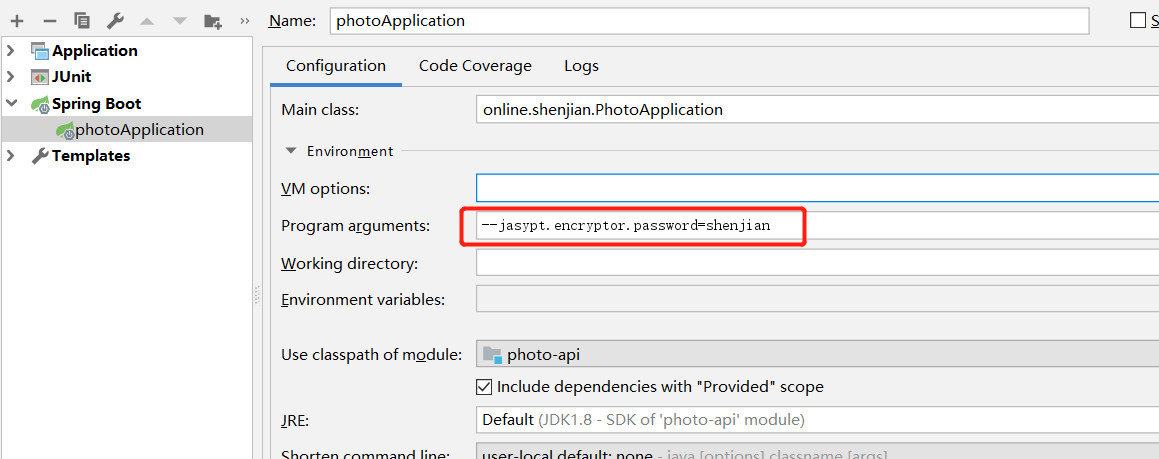 Name: photoApplication S
Application
JUnit
Spring Boot
photoApplication
Templates
Configuration Code Coverage Logs
Main class: online.shenjian.PhotoApplication
Environment
VM options:
Program arguments: --jasypt.encryptor.password=shenjian
Working directory:
Environment variables:
Use classpath of module: photo-api
Include dependencies with "Provided" scope
JRE: Default (JDK1.8 - SDK of 'photo-api' module)
Shorten command line: user-local default: none - java [options] classname [args]